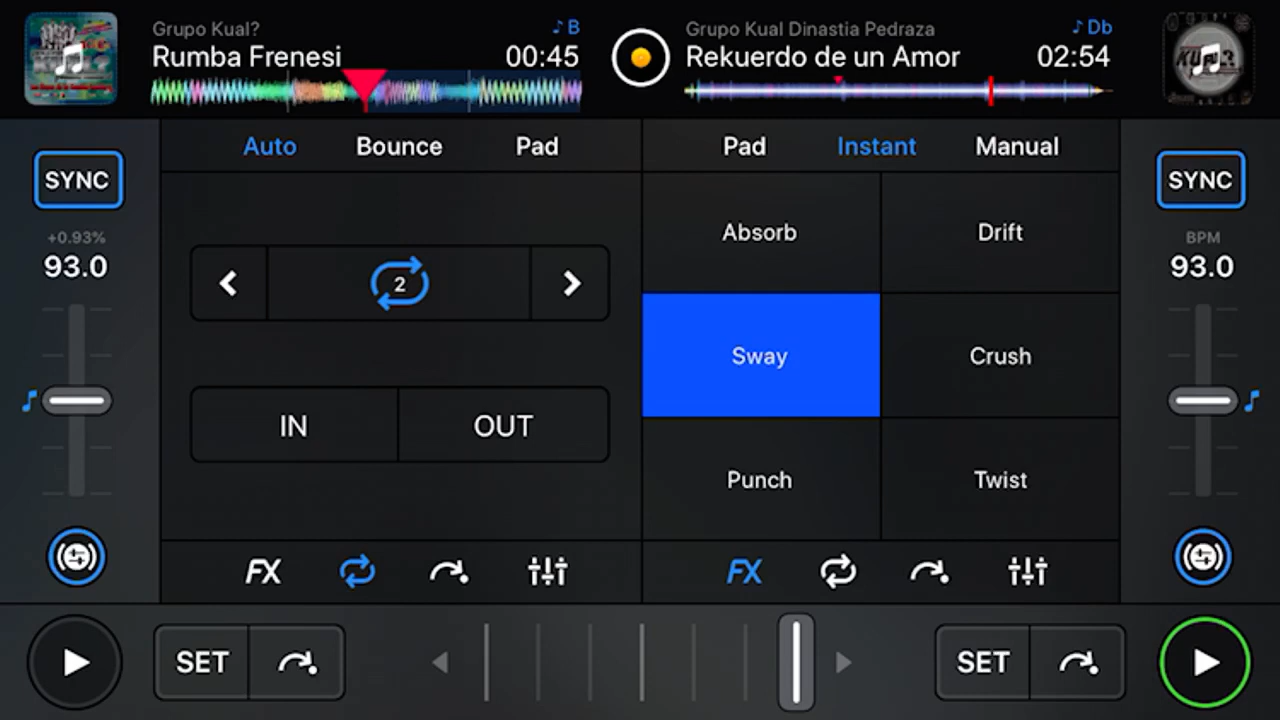 Grupo Kual?
♪ B
Rumba Frenesi
00:45
Grupo Kual Dinastia Pedraza
♪ Db
Rekuerdo de un Amor
02:54
Auto
Bounce
Pad
Pad
Instant
Manual
SYNC
+0.93%
93.0
2
IN
OUT
Absorb
Drift
Sway
Crush
Punch
Twist
SYNC
BPM
93.0
FX
FX
SET
SET